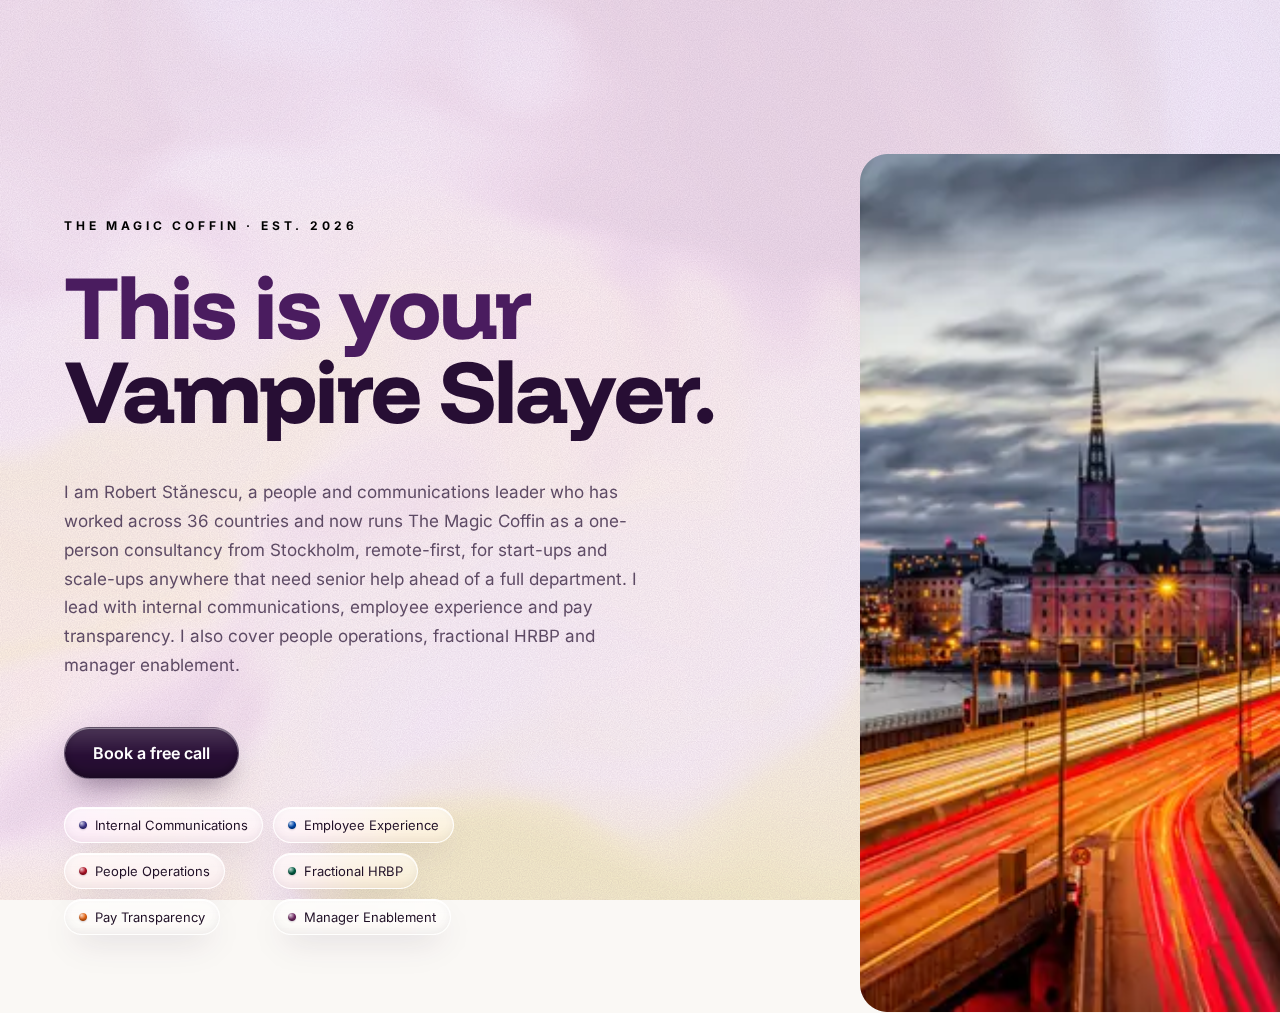 THE MAGIC COFFIN · EST. 2026
This is your
Vampire Slayer.
I am Robert Stănescu, a people and communications leader who has
worked across 36 countries and now runs The Magic Coffin as a one-
person consultancy from Stockholm, remote-first, for start-ups and
scale-ups anywhere that need senior help ahead of a full department. I
lead with internal communications, employee experience and pay
transparency. I also cover people operations, fractional HRBP and
manager enablement.
Book a free call
Internal Communications
Employee Experience
People Operations
Fractional HRBP
Pay Transparency
Manager Enablement